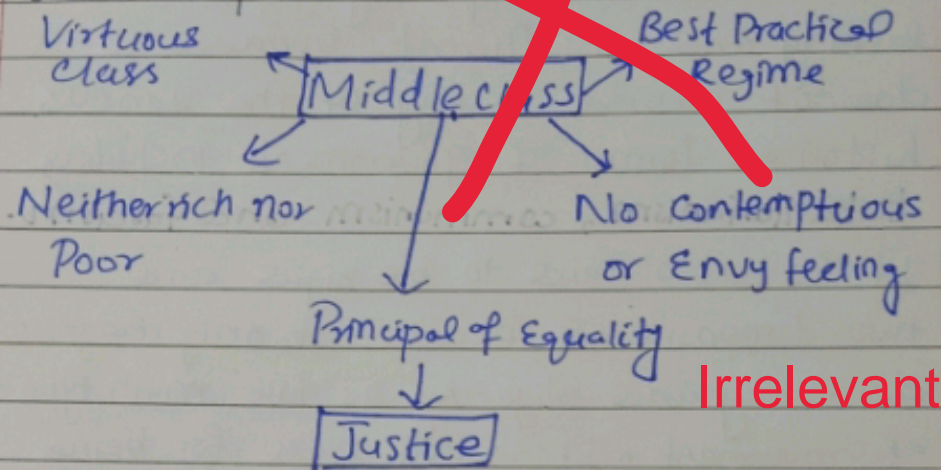 Virtuous
Class
Best Practical
Regime
Middle class
Neither rich nor
Poor
No Contemptuious
or Envy feeling
Principal of Equality
Irrelevant
Justice